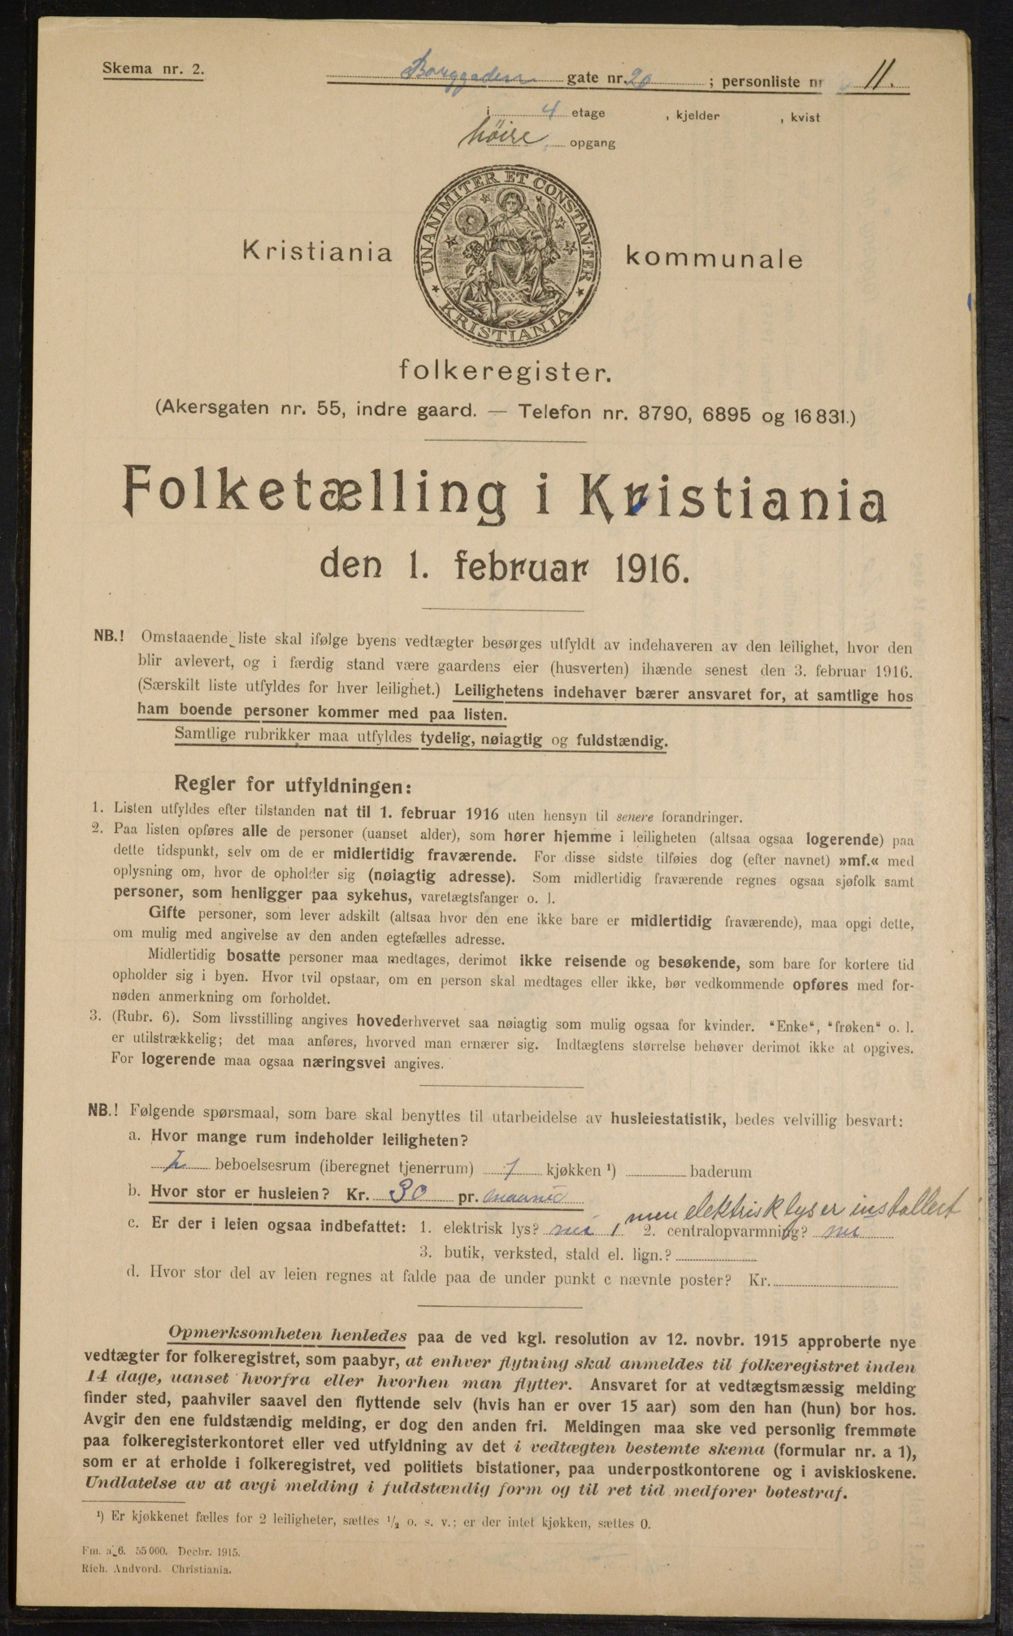 Skema nr. 2.
Borggaden gate nr. 20 ; personliste nr 11.
i 4 etage , kjelder , kvist
høire opgang
UNANIMITER ET CONSTANTER
KRISTIANIA
Kristiania kommunale
folkeregister.
(Akersgaten nr. 55, indre gaard. — Telefon nr. 8790, 6895 og 16 831.)
Folketælling i Kristiania
den 1. februar 1916.
NB.! Omstaaende liste skal ifølge byens vedtægter besørges utfyldt av indehaveren av den leilighet, hvor den
blir avlevert, og i færdig stand være gaardens eier (husverten) ihænde senest den 3. februar 1916.
(Særskilt liste utfyldes for hver leilighet.) Leilighetens indehaver bærer ansvaret for, at samtlige hos
ham boende personer kommer med paa listen.
Samtlige rubrikker maa utfyldes tydelig, nøiagtig og fuldstændig.
Regler for utfyldningen:
1. Listen utfyldes efter tilstanden nat til 1. februar 1916 uten hensyn til senere forandringer.
2. Paa listen opføres alle de personer (uanset alder), som hører hjemme i leiligheten (altsaa ogsaa logerende) paa
dette tidspunkt, selv om de er midlertidig fraværende. For disse sidste tilføies dog (efter navnet) »mf.« med
oplysning om, hvor de opholder sig (nøiagtig adresse). Som midlertidig fraværende regnes ogsaa sjøfolk samt
personer, som henligger paa sykehus, varetægtsfanger o. l.
Gifte personer, som lever adskilt (altsaa hvor den ene ikke bare er midlertidig fraværende), maa opgi dette,
om mulig med angivelse av den anden egtefælles adresse.
Midlertidig bosatte personer maa medtages, derimot ikke reisende og besøkende, som bare for kortere tid
opholder sig i byen. Hvor tvil opstaar, om en person skal medtages eller ikke, bør vedkommende opføres med for-
nøden anmerkning om forholdet.
3. (Rubr. 6). Som livsstilling angives hovederhvervet saa nøiagtig som mulig ogsaa for kvinder. "Enke", "frøken" o. l.
er utilstrækkelig; det maa anføres, hvorved man ernærer sig. Indtægtens størrelse behøver derimot ikke at opgives.
For logerende maa ogsaa næringsvei angives.
NB.! Følgende spørsmaal, som bare skal benyttes til utarbeidelse av husleiestatistik, bedes velvillig besvart:
a. Hvor mange rum indeholder leiligheten?
2 beboelsesrum (iberegnet tjenerrum) 1 kjøkken ¹) baderum
b. Hvor stor er husleien? Kr. 30 pr. maaned
men elektrisk lys er installert
c. Er der i leien ogsaa indbefattet: 1. elektrisk lys? nei, 2. centralopvarmning? nei
3. butik, verksted, stald el. lign.?
d. Hvor stor del av leien regnes at falde paa de under punkt c nævnte poster? Kr.
Opmerksomheten henledes paa de ved kgl. resolution av 12. novbr. 1915 approberte nye
vedtægter for folkeregistret, som paabyr, at enhver flytning skal anmeldes til folkeregistret inden
14 dage, uanset hvorfra eller hvorhen man flytter. Ansvaret for at vedtægtsmæssig melding
finder sted, paahviler saavel den flyttende selv (hvis han er over 15 aar) som den han (hun) bor hos.
Avgir den ene fuldstændig melding, er dog den anden fri. Meldingen maa ske ved personlig fremmøte
paa folkeregisterkontoret eller ved utfyldning av det i vedtægten bestemte skema (formular nr. a 1),
som er at erholde i folkeregistret, ved politiets bistationer, paa underpostkontorene og i aviskioskene.
Undlatelse av at avgi melding i fuldstændig form og til ret tid medfører bøtestraf.
¹) Er kjøkkenet fælles for 2 leiligheter, sættes ½ o. s. v.; er der intet kjøkken, sættes 0.
Fm. a 6. 55 000. Decbr. 1915.
Rich. Andvord. Christiania.